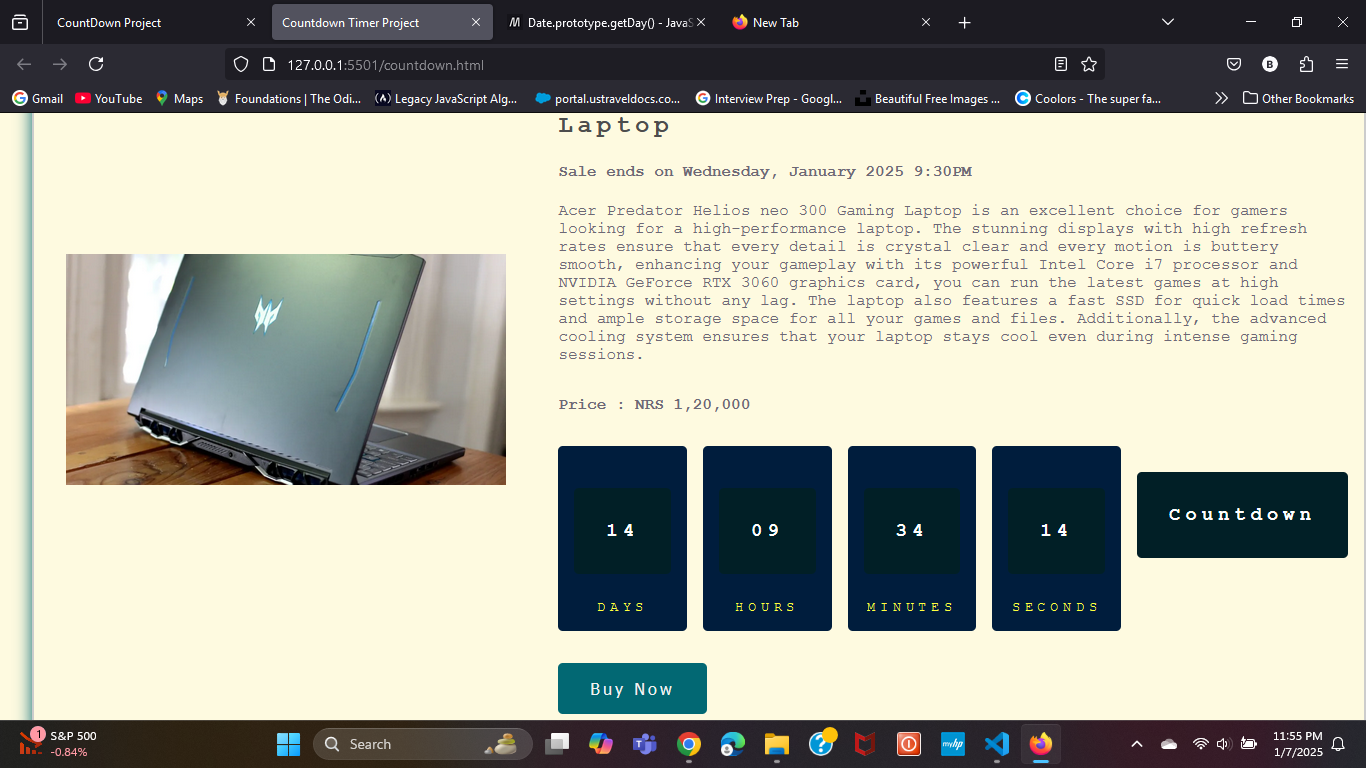 CountDown Project
Countdown Timer Project
Date.prototype.getDay() - JavaS
New Tab
127.0.0.1:5501/countdown.html
B
Gmail
YouTube
Maps
Foundations | The Odi...
Legacy JavaScript Alg...
portal.ustraveldocs.co...
Interview Prep - Googl...
Beautiful Free Images ...
Coolors - The super fa...
Other Bookmarks
Laptop
Sale ends on Wednesday, January 2025 9:30PM
Acer Predator Helios neo 300 Gaming Laptop is an excellent choice for gamers
looking for a high-performance laptop. The stunning displays with high refresh
rates ensure that every detail is crystal clear and every motion is buttery
smooth, enhancing your gameplay with its powerful Intel Core i7 processor and
NVIDIA GeForce RTX 3060 graphics card, you can run the latest games at high
settings without any lag. The laptop also features a fast SSD for quick load times
and ample storage space for all your games and files. Additionally, the advanced
cooling system ensures that your laptop stays cool even during intense gaming
sessions.
Price : NRS 1,20,000
14 09 34 14
DAYS HOURS MINUTES SECONDS
Countdown
Buy Now
1
S&P 500
-0.84%
Search
myhp
11:55 PM
1/7/2025